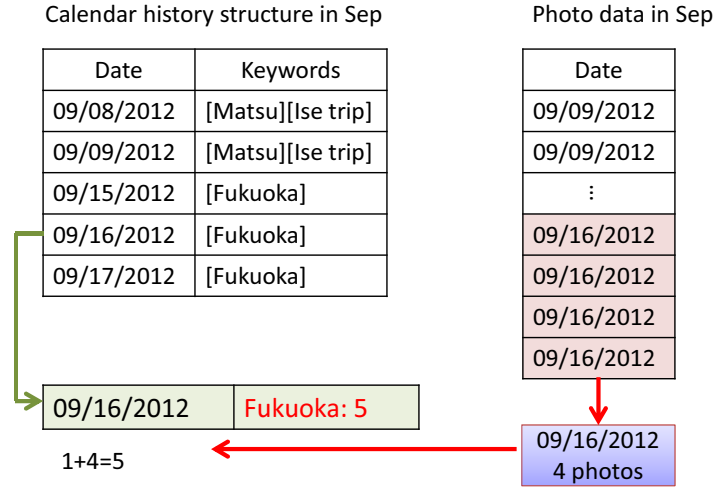 Calendar history structure in Sep
Date Keywords
09/08/2012 [Matsu][Ise trip]
09/09/2012 [Matsu][Ise trip]
09/15/2012 [Fukuoka]
09/16/2012 [Fukuoka]
09/17/2012 [Fukuoka]
09/16/2012 Fukuoka: 5
1+4=5
Photo data in Sep
Date
09/09/2012
09/09/2012
⋮
09/16/2012
09/16/2012
09/16/2012
09/16/2012
09/16/2012
4 photos